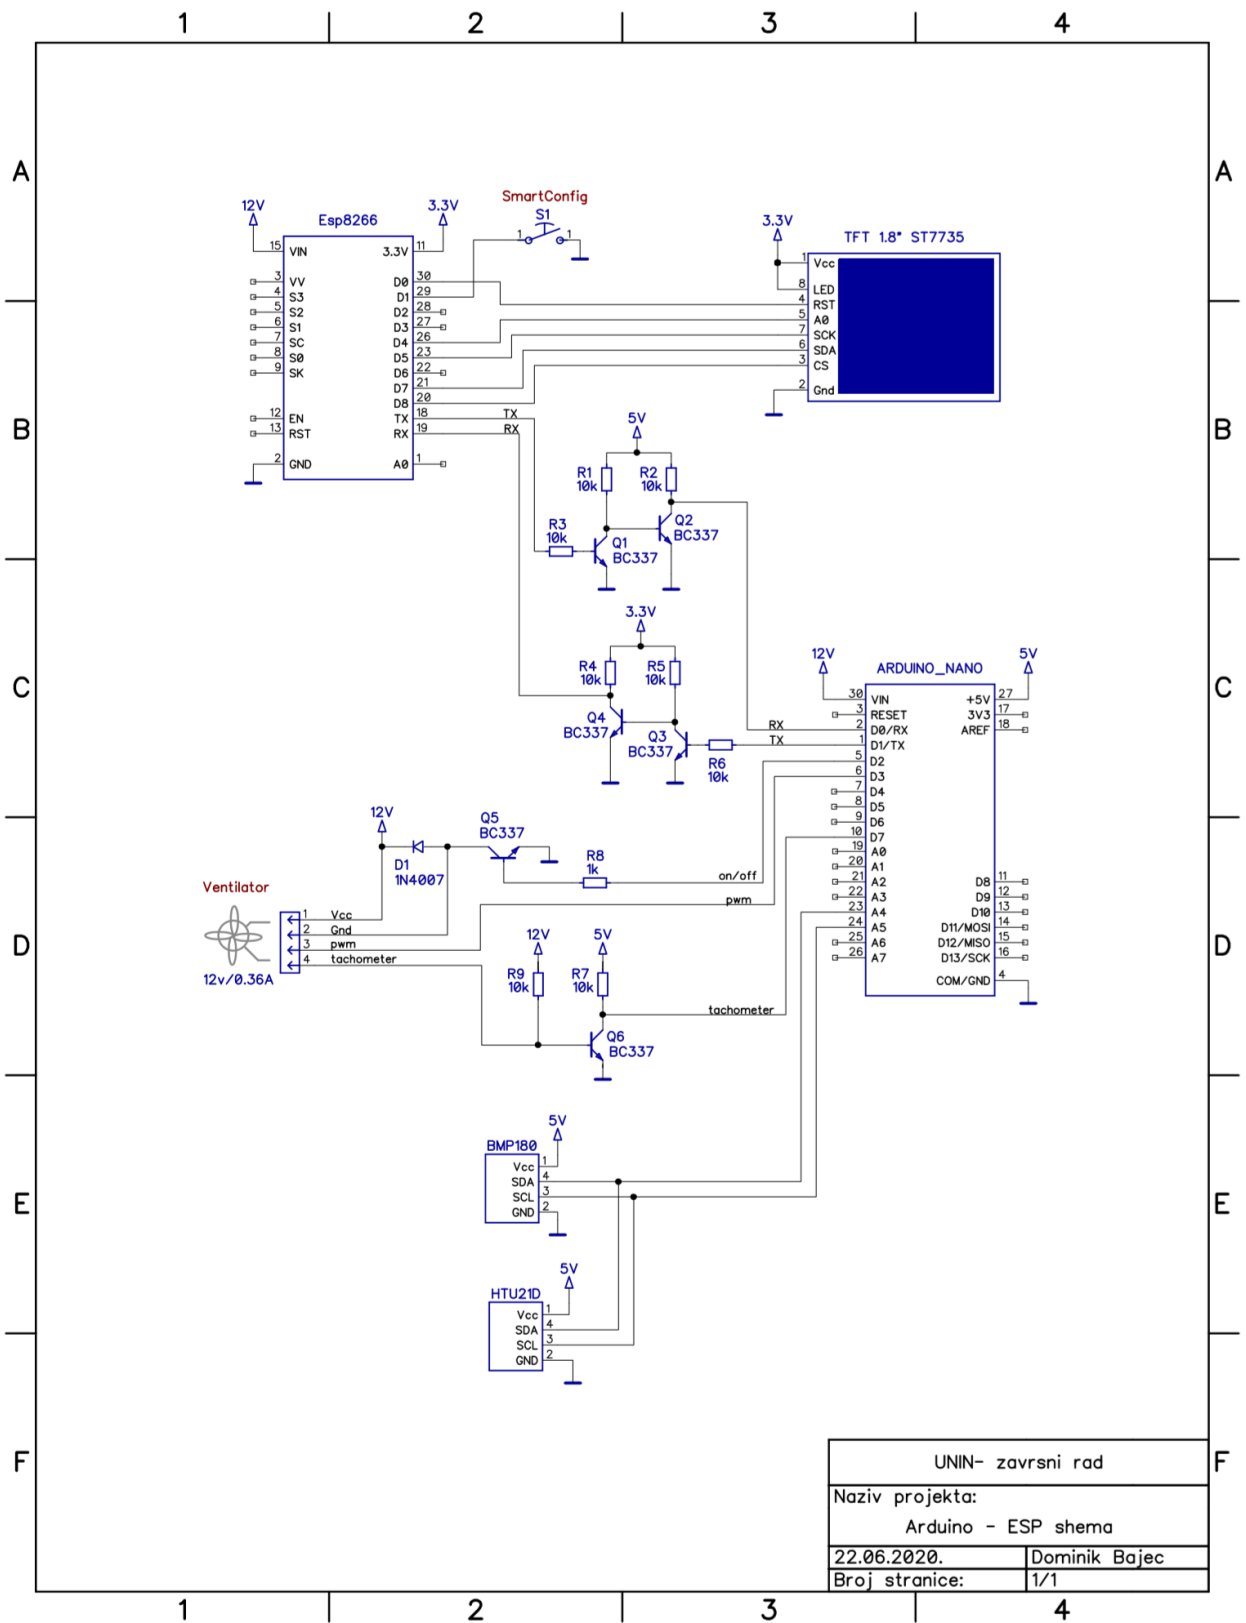 1 2 3 4
A A
B B
C C
D D
E E
F F
1 2 3 4
SmartConfig
S1
1 1
12V
Esp8266
3.3V
15 VIN
3 VV
4 S3
5 S2
6 S1
7 SC
8 S0
9 SK
12 EN
13 RST
2 GND
3.3V 11
D0 30
D1 29
D2 28
D3 27
D4 26
D5 23
D6 22
D7 21
D8 20
TX 18
RX 19
A0 1
TX
RX
3.3V
TFT 1.8" ST7735
1 Vcc
8 LED
4 RST
5 A0
7 SCK
6 SDA
3 CS
2 Gnd
5V
R1
10k
R2
10k
R3
10k
Q1
BC337
Q2
BC337
3.3V
R4
10k
R5
10k
Q4
BC337
Q3
BC337
R6
10k
RX
TX
12V
ARDUINO_NANO
5V
30 VIN
3 RESET
2 D0/RX
1 D1/TX
5 D2
6 D3
7 D4
8 D5
9 D6
10 D7
19 A0
20 A1
21 A2
22 A3
23 A4
24 A5
25 A6
26 A7
+5V 27
3V3 17
AREF 18
D8 11
D9 12
D10 13
D11/MOSI 14
D12/MISO 15
D13/SCK 16
COM/GND 4
12V
D1
1N4007
Q5
BC337
R8
1k
on/off
pwm
Ventilator
12v/0.36A
1 Vcc
2 Gnd
3 pwm
4 tachometer
12V
5V
R9
10k
R7
10k
Q6
BC337
tachometer
5V
BMP180
Vcc 1
SDA 4
SCL 3
GND 2
5V
HTU21D
Vcc 1
SDA 4
SCL 3
GND 2
UNIN- zavrsni rad
Naziv projekta:
Arduino - ESP shema
22.06.2020. Dominik Bajec
Broj stranice: 1/1